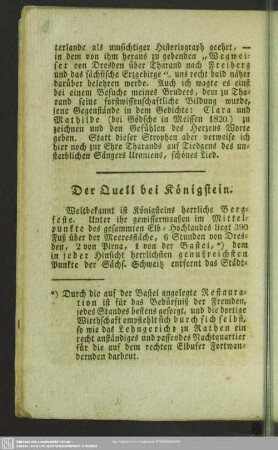 terlande als umsichtiger Historiograph geehrt, —
in dem von ihm heraus zu gebenden „Wegwei-
ser von Dresden über Tharand nach Freiberg
und das sächsische Erzgebirge“, uns recht bald näher
darüber belehren werde. Auch ich wagte es einst
bei einem Besuche meines Bruders, dem zu Tha-
rand seine forstwissenschaftliche Bildung wurde,
jene Gegenstände in dem Gedichte: Clara und
Mathilde (bei Gödsche in Meissen 1820.) zu
zeichnen und den Gefühlen des Herzens Worte
geben. Statt dieser Strophen aber verweise ich
hier noch zur Ehre Tharands auf Tiedgens des un-
sterblichen Sängers Uraniens, schönes Lied.
Der Quell bei Königstein.
Weltbekannt ist Königsteins herrliche Berg-
feste. Unter ihr gewissermaaßen im Mittel-
punkte des gesammten Elb-Hochlandes liegt 390
Fuß über der Meeresfläche, 6 Stunden von Dres-
den, 2 von Pirna, 1 von der Bastei, *) dem
in jeder Hinsicht herrlichsten genußreichsten
Punkte der Sächs. Schweitz entfernt das Städt-
*) Durch die auf der Bastei angelegte Restaura-
tion ist für das Bedürfniß der Fremden,
jedes Standes bestens gesorgt, und die dortige
Wirthschaft empfiehlt sich durch sich selbst,
so wie das Lehngericht zu Rathen ein
recht anständiges und passendes Nachtquartier
für die auf dem rechten Elbufer Fortwan-
dernden darbeut.